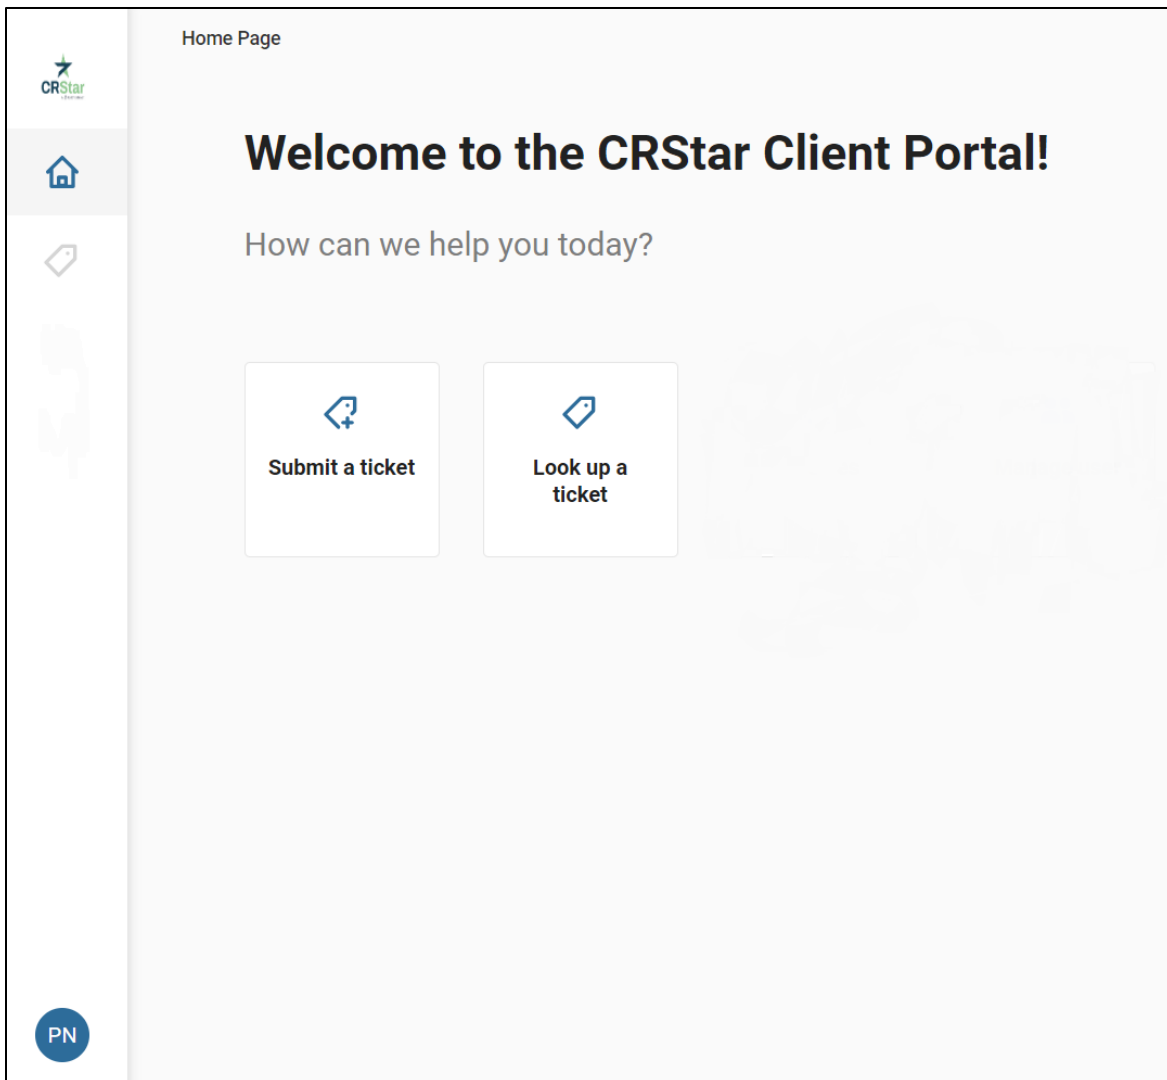 Home Page
CRStar
Welcome to the CRStar Client Portal!
How can we help you today?
Submit a ticket
Look up a
ticket
PN